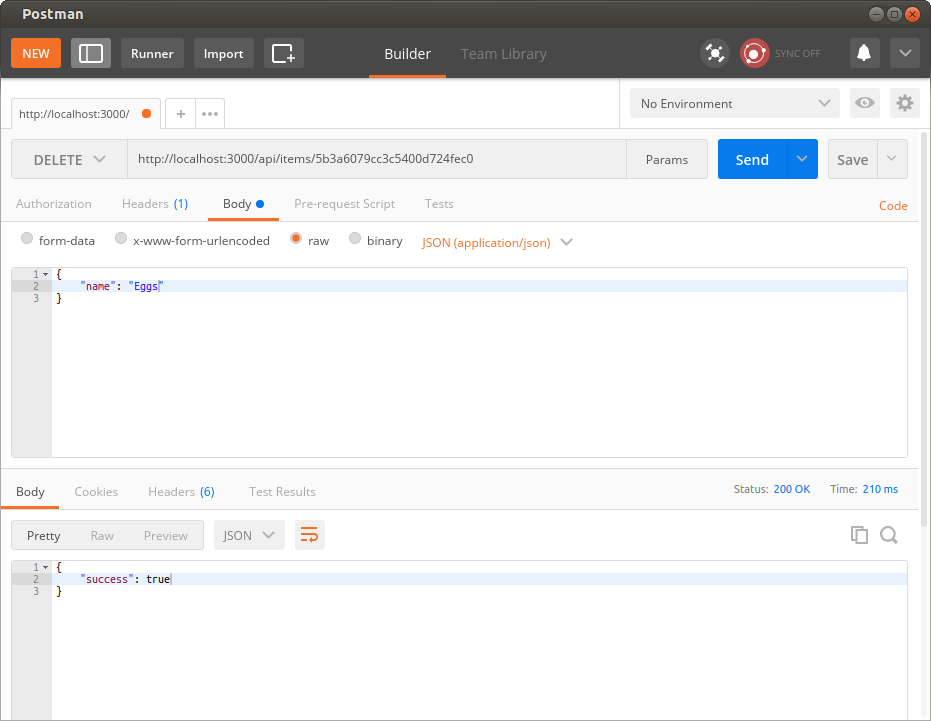 Postman
NEW Runner Import Builder Team Library SYNC OFF
http://localhost:3000/ + ••• No Environment
DELETE http://localhost:3000/api/items/5b3a6079cc3c5400d724fec0 Params Send Save
Authorization Headers (1) Body Pre-request Script Tests Code
form-data x-www-form-urlencoded raw binary JSON (application/json)
1 {
2 "name": "Eggs"
3 }
Body Cookies Headers (6) Test Results Status: 200 OK Time: 210 ms
Pretty Raw Preview JSON
1 {
2 "success": true
3 }